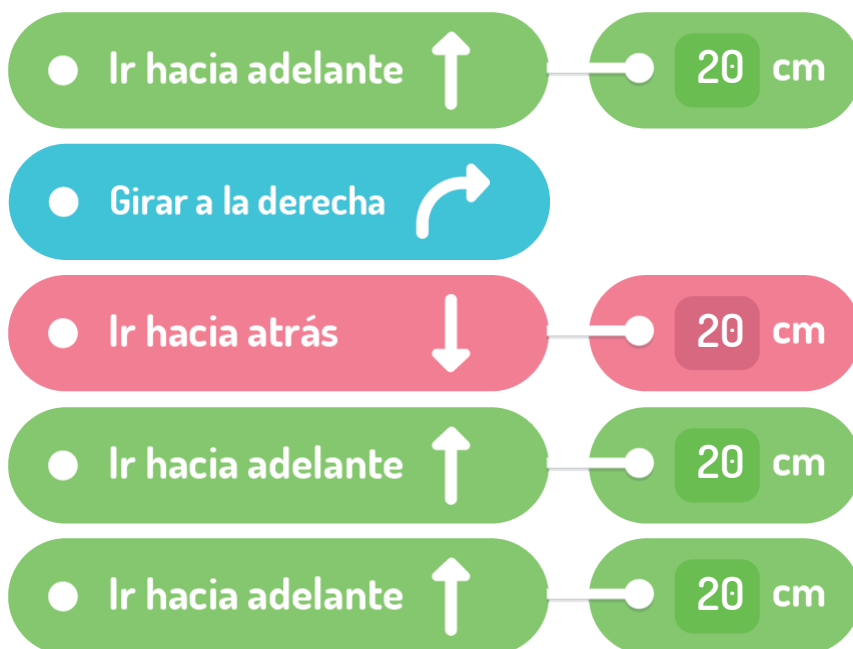 Ir hacia adelante 20 cm
Girar a la derecha
Ir hacia atrás 20 cm
Ir hacia adelante 20 cm
Ir hacia adelante 20 cm